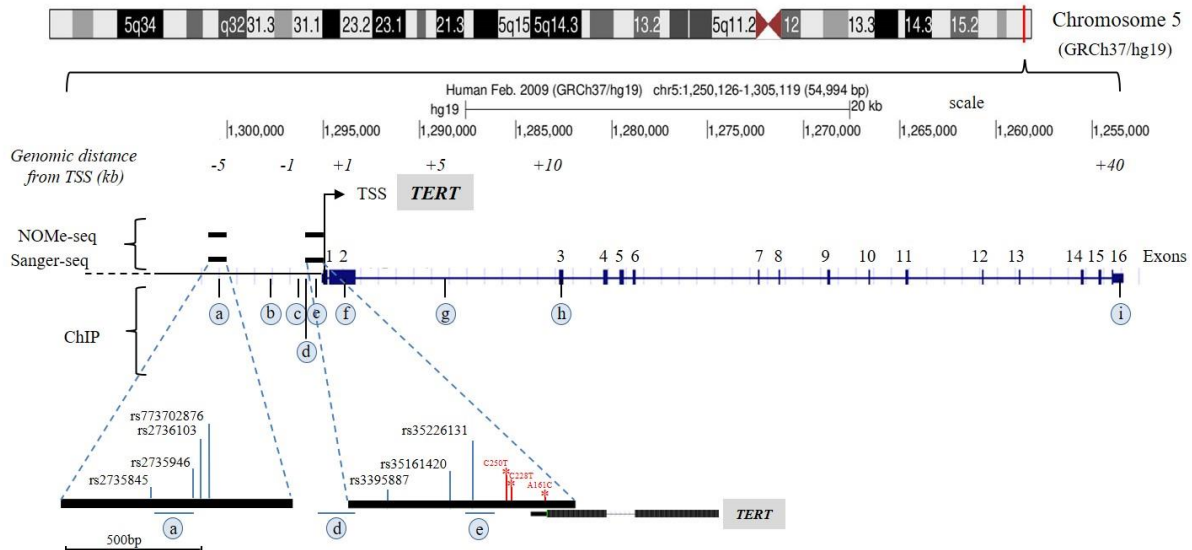 5q34 q32 31.3 31.1 23.2 23.1 21.3 5q15 5q14.3 13.2 5q11.2 12 13.3 14.3 15.2 Chromosome 5
(GRCh37/hg19)
Human Feb. 2009 (GRCh37/hg19) chr5:1,250,126-1,305,119 (54,994 bp)
hg19 20 kb scale
1,300,000 1,295,000 1,290,000 1,285,000 1,280,000 1,275,000 1,270,000 1,265,000 1,260,000 1,255,000
Genomic distance
from TSS (kb)
-5 -1 +1 +5 +10 +40
TSS TERT
NOMe-seq
Sanger-seq
1 2 3 4 5 6 7 8 9 10 11 12 13 14 15 16 Exons
a b c e f g h i
ChIP
d
rs773702876
rs2736103
rs2735946
rs2735845
rs35226131
rs35161420
rs3395887
C250T
C228T
A161C
a d e TERT
500bp